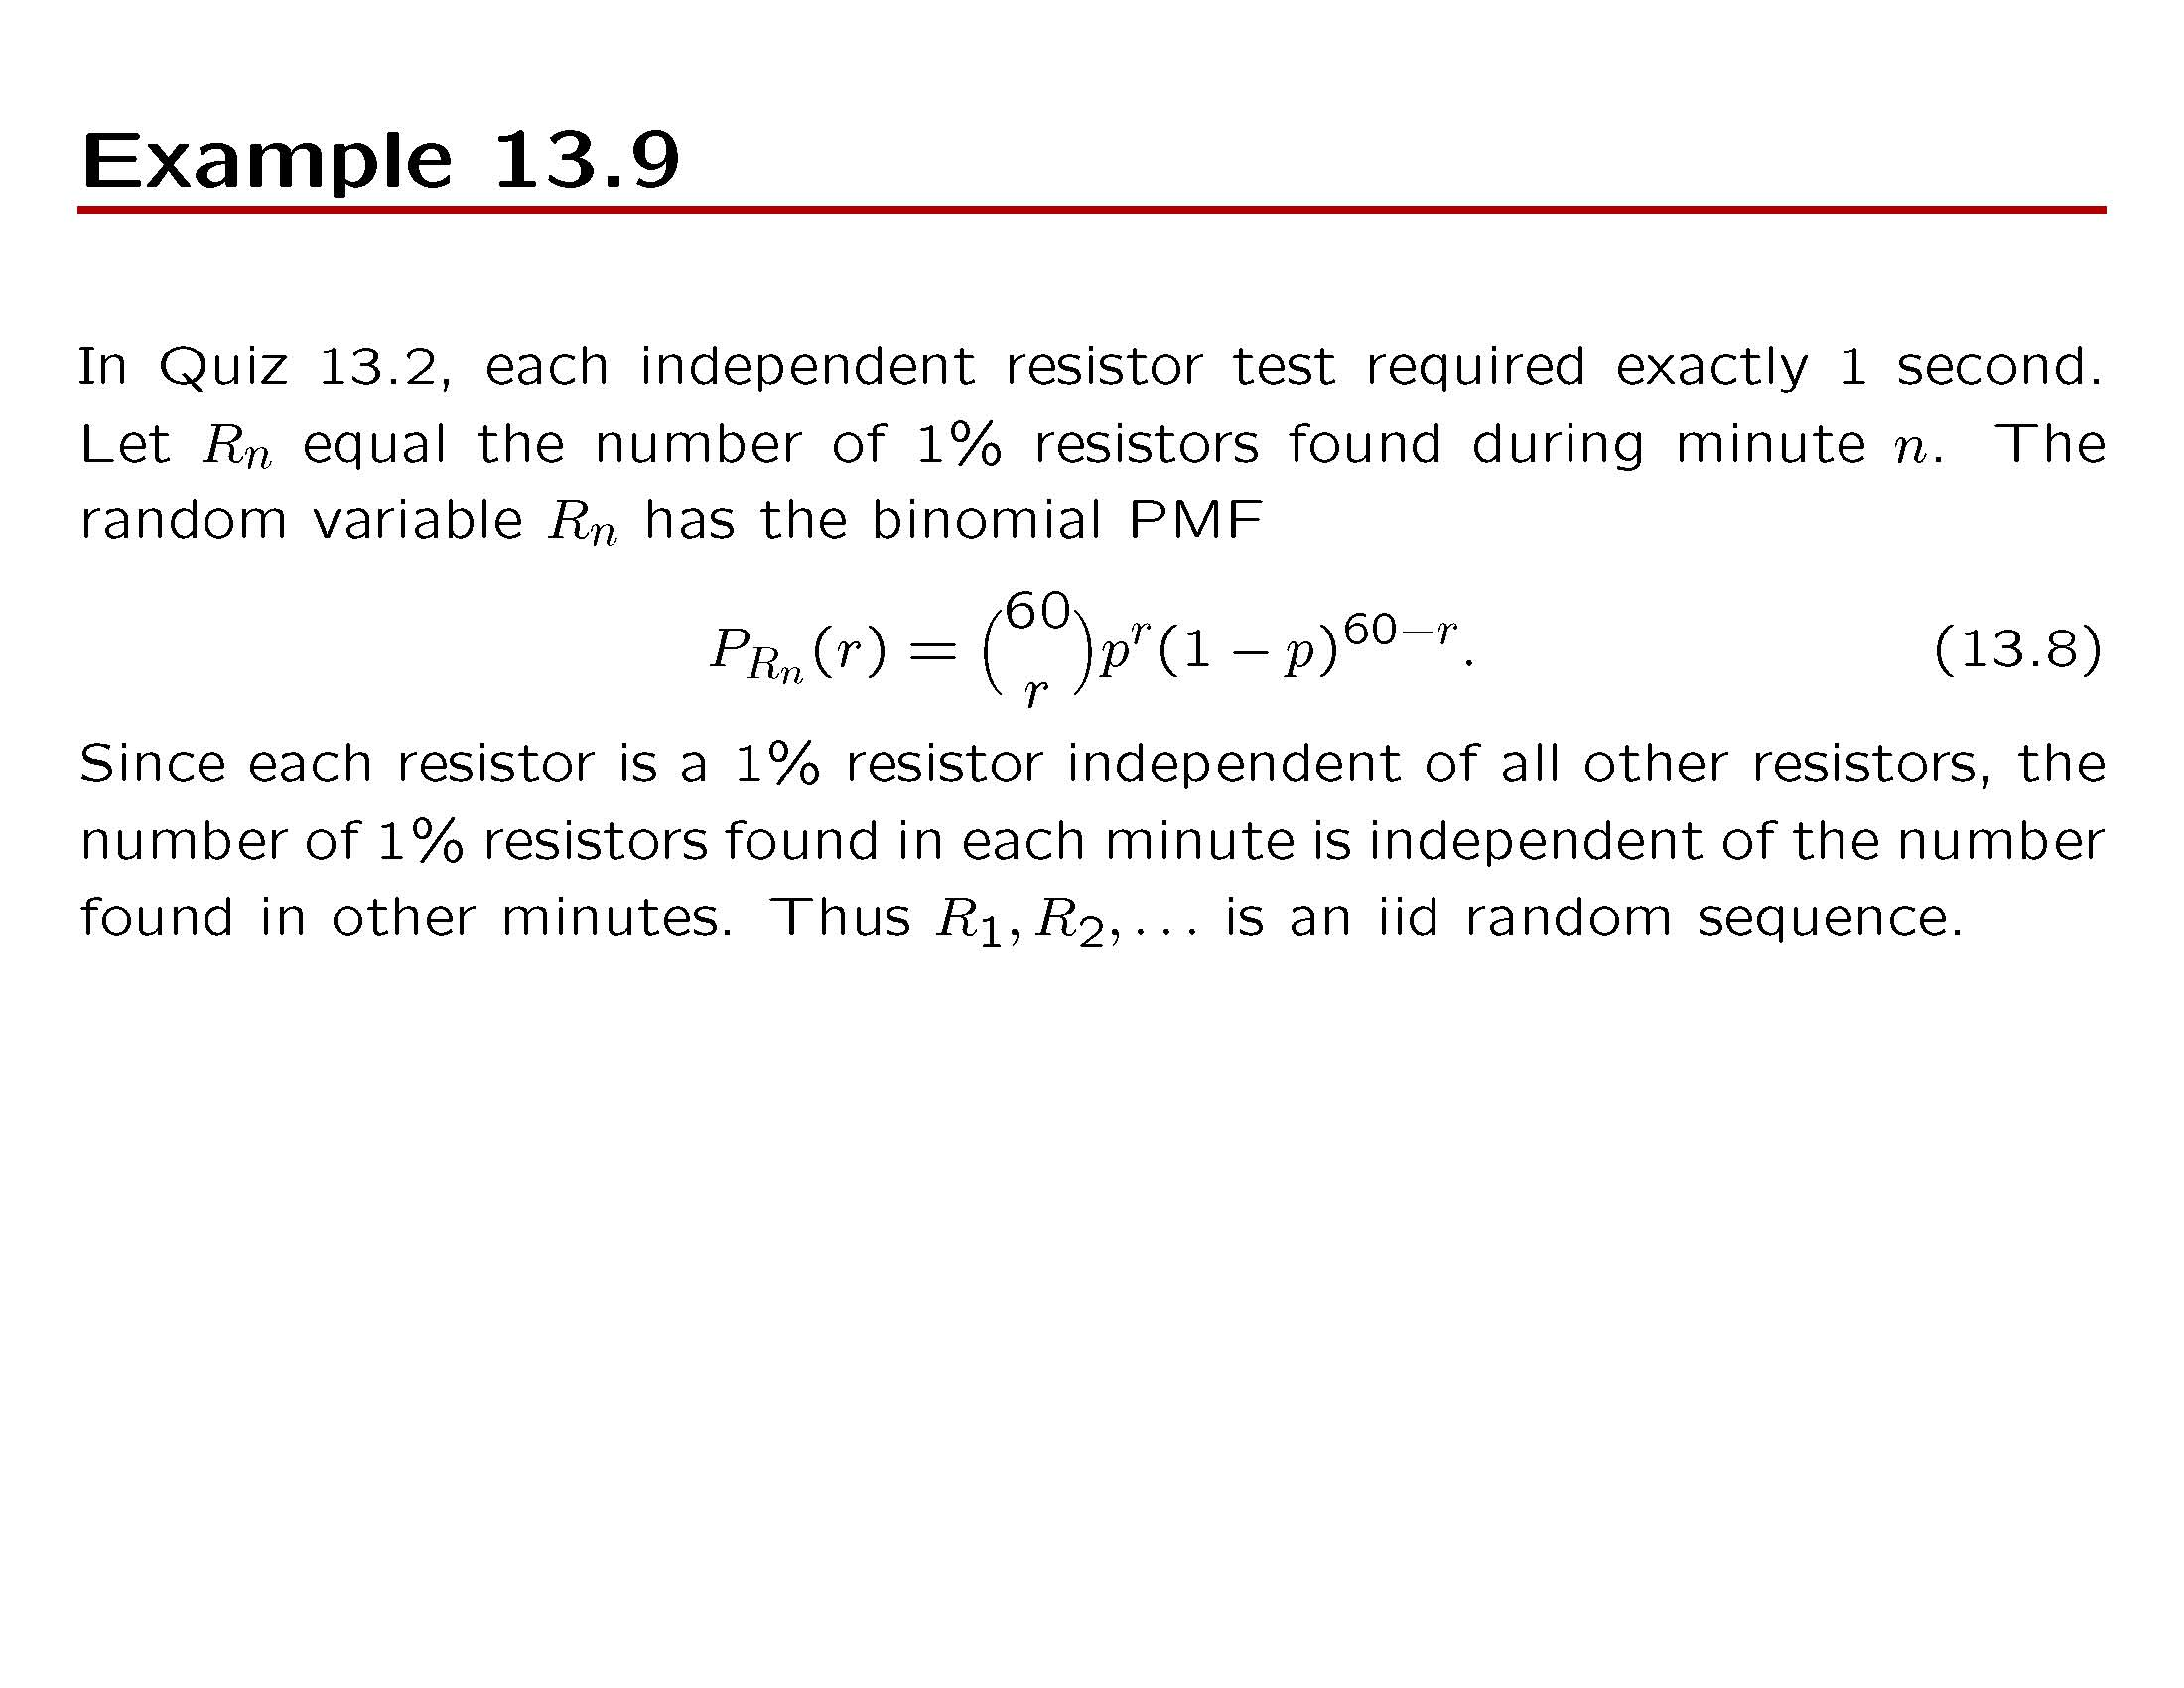 Example 13.9
In Quiz 13.2, each independent resistor test required exactly 1 second.
Let $R_n$ equal the number of 1% resistors found during minute $n$. The
random variable $R_n$ has the binomial PMF
$P_{R_n}(r) = \binom{60}{r} p^r (1 - p)^{60-r}.$ (13.8)
Since each resistor is a 1% resistor independent of all other resistors, the
number of 1% resistors found in each minute is independent of the number
found in other minutes. Thus $R_1, R_2, \ldots$ is an iid random sequence.